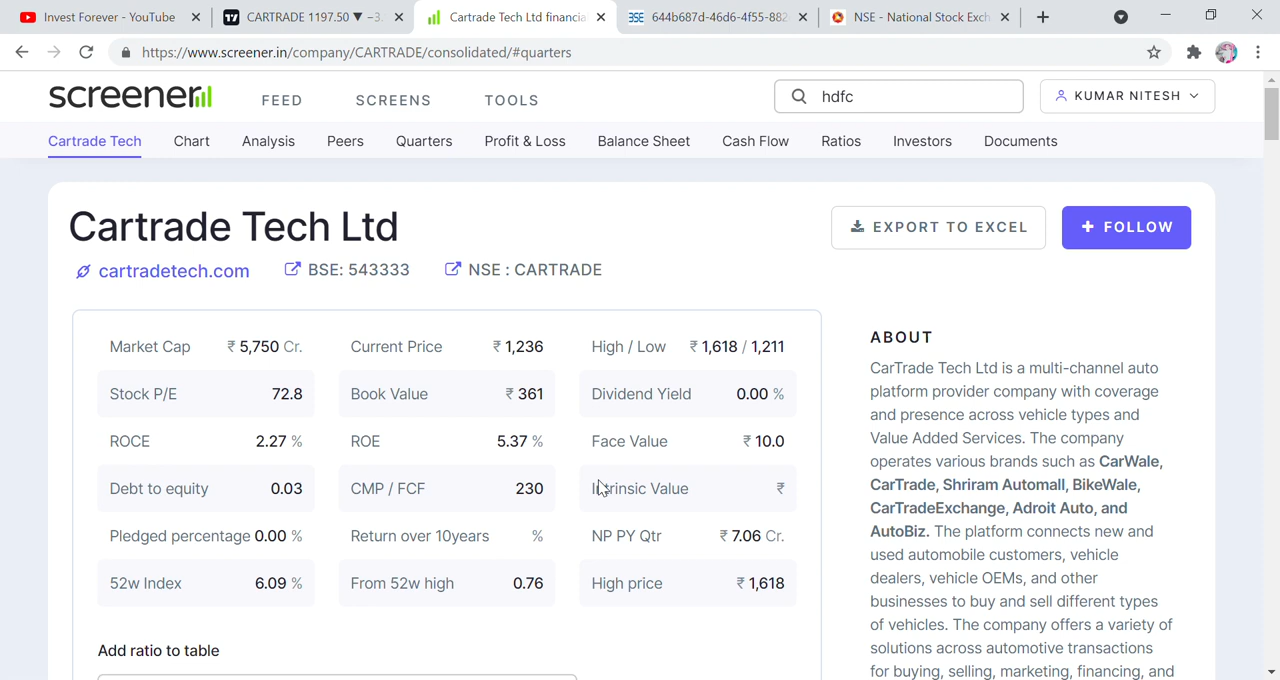 Invest Forever - YouTube
CARTRADE 1197.50 ▼ −3.
Cartrade Tech Ltd financia
644b687d-46d6-4f55-882
NSE - National Stock Exch
https://www.screener.in/company/CARTRADE/consolidated/#quarters
screener
FEED
SCREENS
TOOLS
hdfc
KUMAR NITESH
Cartrade Tech
Chart
Analysis
Peers
Quarters
Profit & Loss
Balance Sheet
Cash Flow
Ratios
Investors
Documents
Cartrade Tech Ltd
EXPORT TO EXCEL
+ FOLLOW
cartradetech.com
BSE: 543333
NSE : CARTRADE
Market Cap ₹ 5,750 Cr.
Current Price ₹ 1,236
High / Low ₹ 1,618 / 1,211
Stock P/E 72.8
Book Value ₹ 361
Dividend Yield 0.00 %
ROCE 2.27 %
ROE 5.37 %
Face Value ₹ 10.0
Debt to equity 0.03
CMP / FCF 230
Intrinsic Value ₹
Pledged percentage 0.00 %
Return over 10years %
NP PY Qtr ₹ 7.06 Cr.
52w Index 6.09 %
From 52w high 0.76
High price ₹ 1,618
Add ratio to table
ABOUT
CarTrade Tech Ltd is a multi-channel auto
platform provider company with coverage
and presence across vehicle types and
Value Added Services. The company
operates various brands such as CarWale,
CarTrade, Shriram Automall, BikeWale,
CarTradeExchange, Adroit Auto, and
AutoBiz. The platform connects new and
used automobile customers, vehicle
dealers, vehicle OEMs, and other
businesses to buy and sell different types
of vehicles. The company offers a variety of
solutions across automotive transactions
for buying, selling, marketing, financing, and